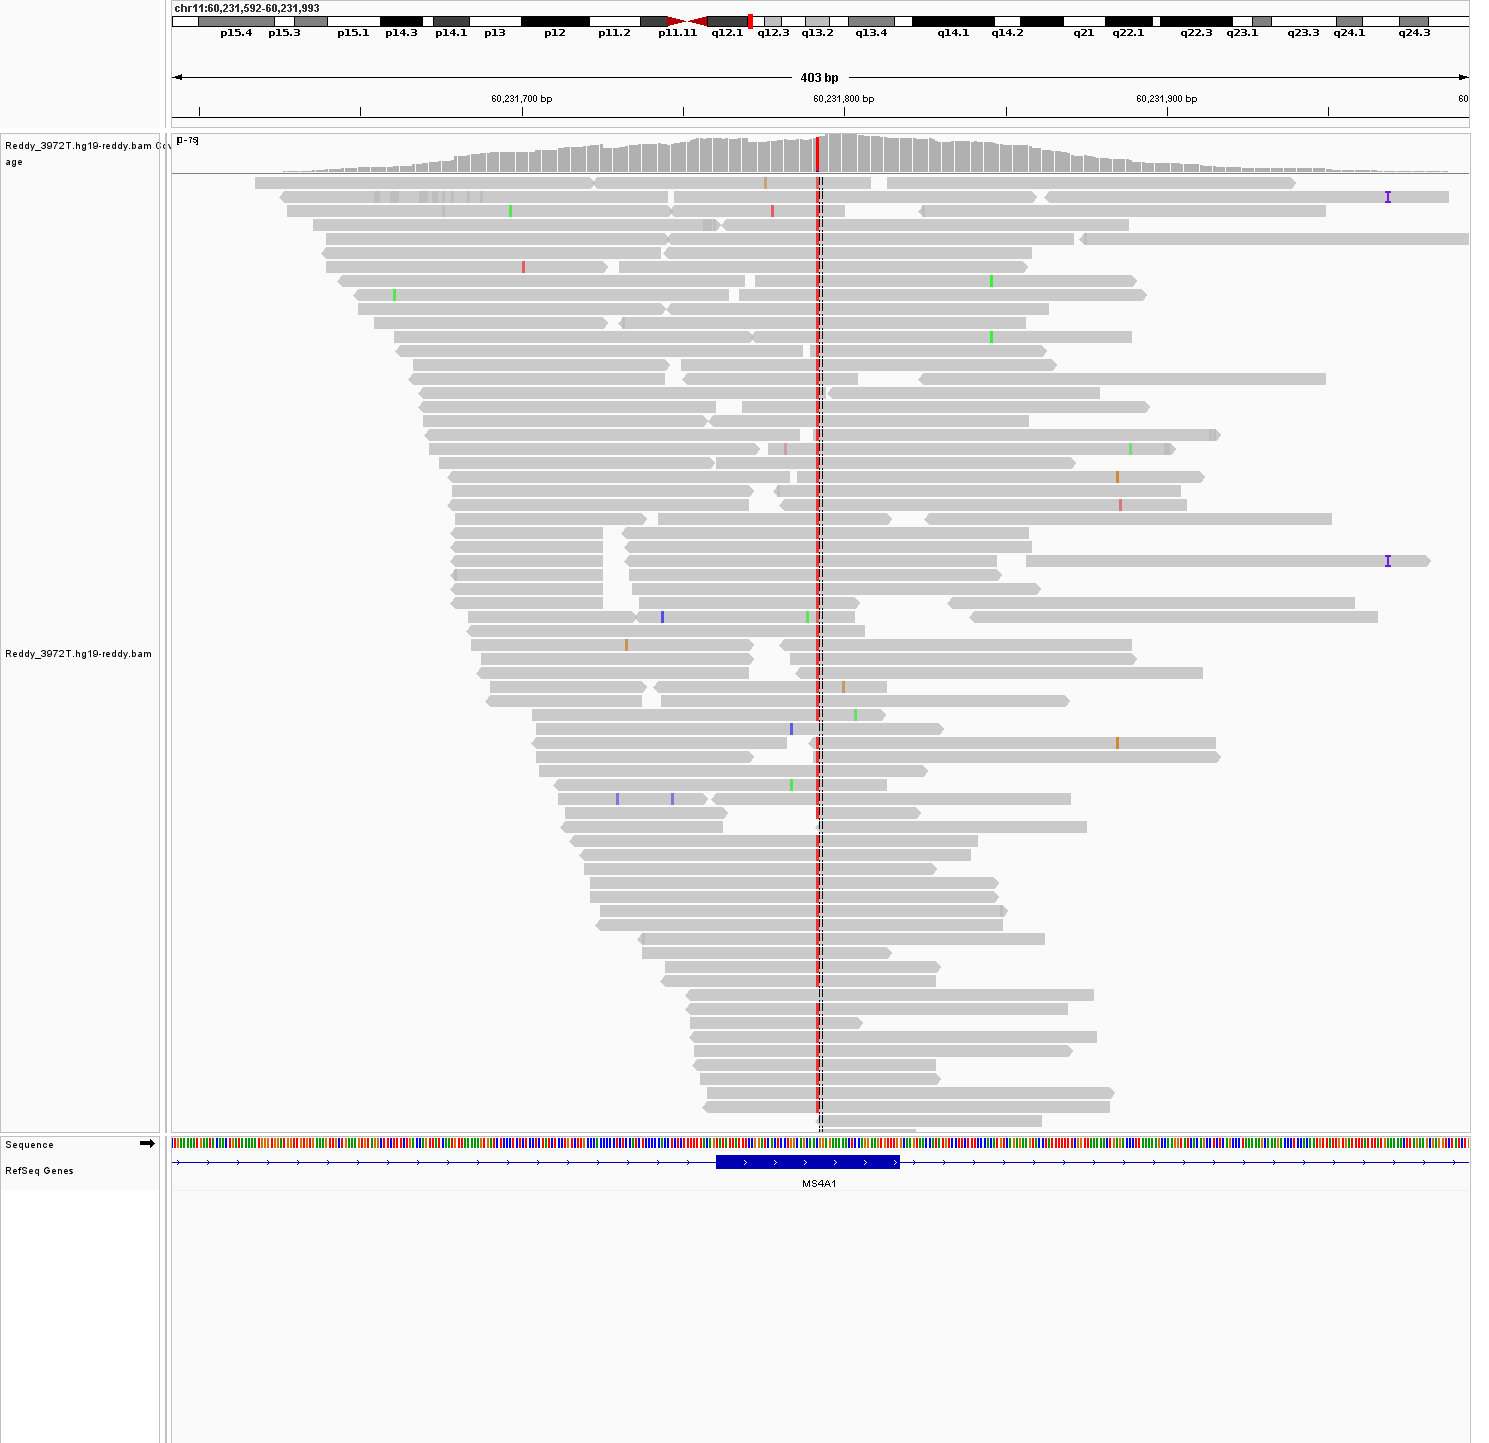 chr11:60,231,592-60,231,993
p15.4 p15.3 p15.1 p14.3 p14.1 p13 p12 p11.2 p11.11 q12.1 q12.3 q13.2 q13.4 q14.1 q14.2 q21 q22.1 q22.3 q23.1 q23.3 q24.1 q24.3
403 bp
60,231,700 bp 60,231,800 bp 60,231,900 bp 60
Reddy_3972T.hg19-reddy.bam Cov
age
Reddy_3972T.hg19-reddy.bam
Sequence
RefSeq Genes
MS4A1